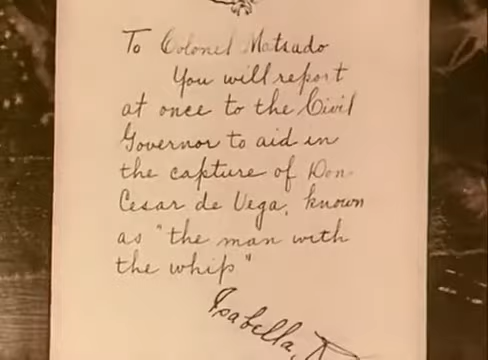 To Colonel Matsado
You will report
at once to the Civil
Governor to aid in
the capture of Don
Cesar de Vega, known
as "the man with
the whip"
Isabella, R